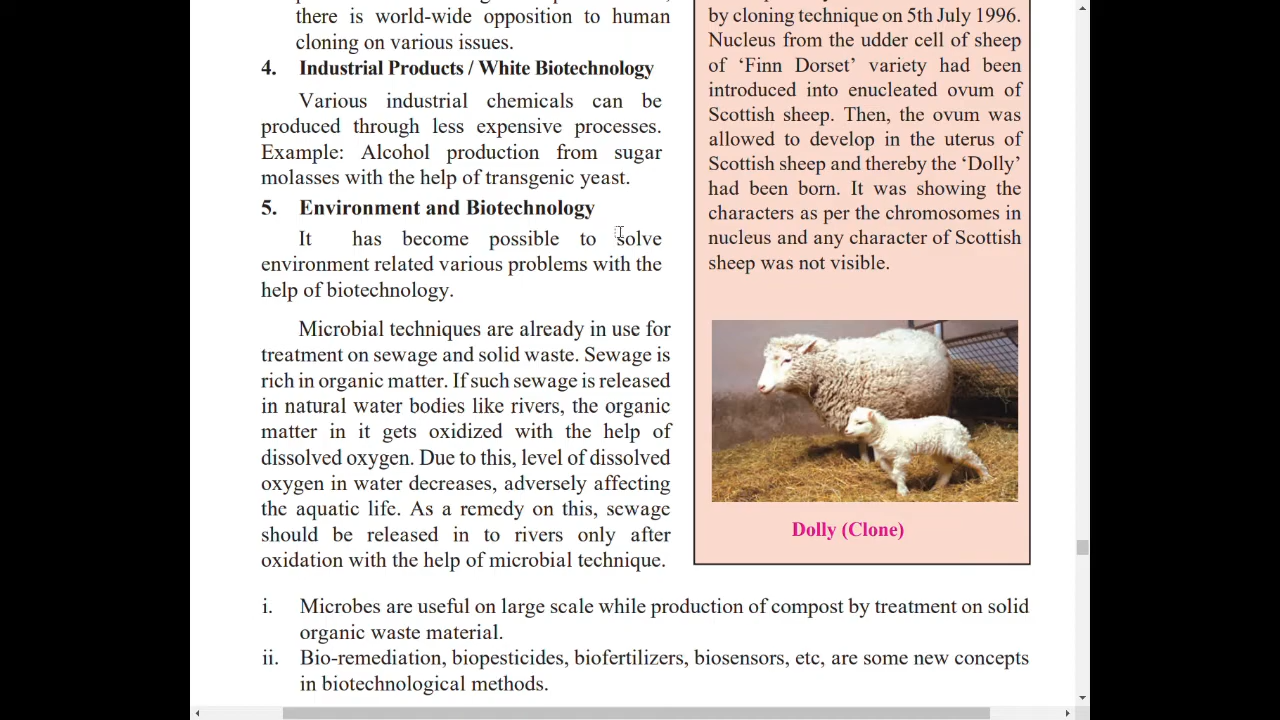 there is world-wide opposition to human
cloning on various issues.
4. Industrial Products / White Biotechnology
Various industrial chemicals can be
produced through less expensive processes.
Example: Alcohol production from sugar
molasses with the help of transgenic yeast.
5. Environment and Biotechnology
It has become possible to solve
environment related various problems with the
help of biotechnology.
Microbial techniques are already in use for
treatment on sewage and solid waste. Sewage is
rich in organic matter. If such sewage is released
in natural water bodies like rivers, the organic
matter in it gets oxidized with the help of
dissolved oxygen. Due to this, level of dissolved
oxygen in water decreases, adversely affecting
the aquatic life. As a remedy on this, sewage
should be released in to rivers only after
oxidation with the help of microbial technique.
by cloning technique on 5th July 1996.
Nucleus from the udder cell of sheep
of ‘Finn Dorset’ variety had been
introduced into enucleated ovum of
Scottish sheep. Then, the ovum was
allowed to develop in the uterus of
Scottish sheep and thereby the ‘Dolly’
had been born. It was showing the
characters as per the chromosomes in
nucleus and any character of Scottish
sheep was not visible.
Dolly (Clone)
i. Microbes are useful on large scale while production of compost by treatment on solid
organic waste material.
ii. Bio-remediation, biopesticides, biofertilizers, biosensors, etc, are some new concepts
in biotechnological methods.